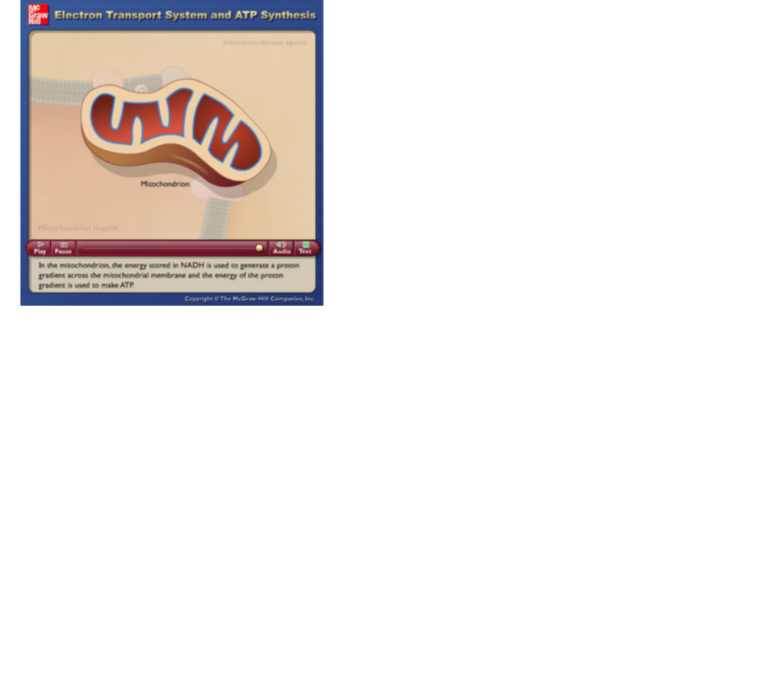 Mc
Graw
Hill
Electron Transport System and ATP Synthesis
Intermembrane space
Mitochondrion
Mitochondrial matrix
Play Pause Audio Text
In the mitochondrion, the energy stored in NADH is used to generate a proton
gradient across the mitochondrial membrane and the energy of the proton
gradient is used to make ATP.
Copyright © The McGraw-Hill Companies, Inc.